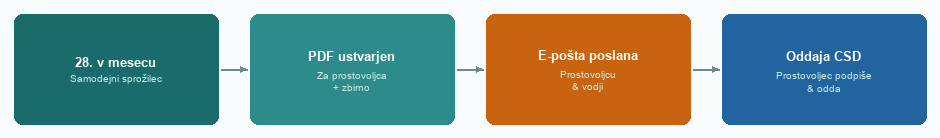 28. v mesecu
Samodejni sprožilec
PDF ustvarjen
Za prostovoljca
+ zbirno
E-pošta poslana
Prostovoljcu
& vodji
Oddaja CSD
Prostovoljec podpiše
& odda